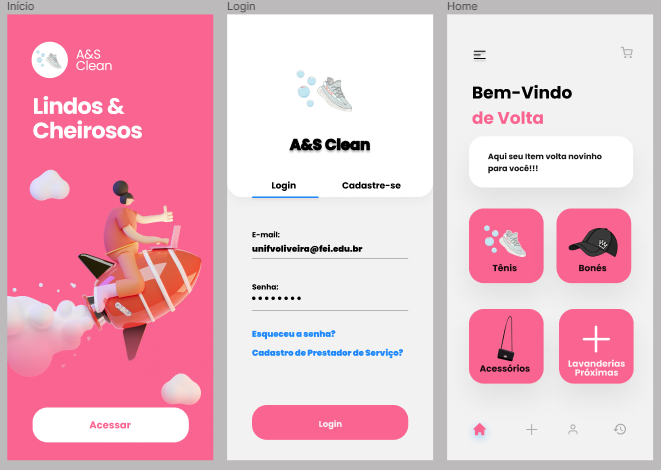 Início
A&S
Clean
Lindos &
Cheirosos
Acessar
Login
A&S Clean
Login
Cadastre-se
E-mail:
unifvoliveira@fei.edu.br
Senha:
Esqueceu a senha?
Cadastro de Prestador de Serviço?
Login
Home
Bem-Vindo
de Volta
Aqui seu Item volta novinho
para você!!!
Tênis
Bonés
Acessórios
Lavanderias
Próximas